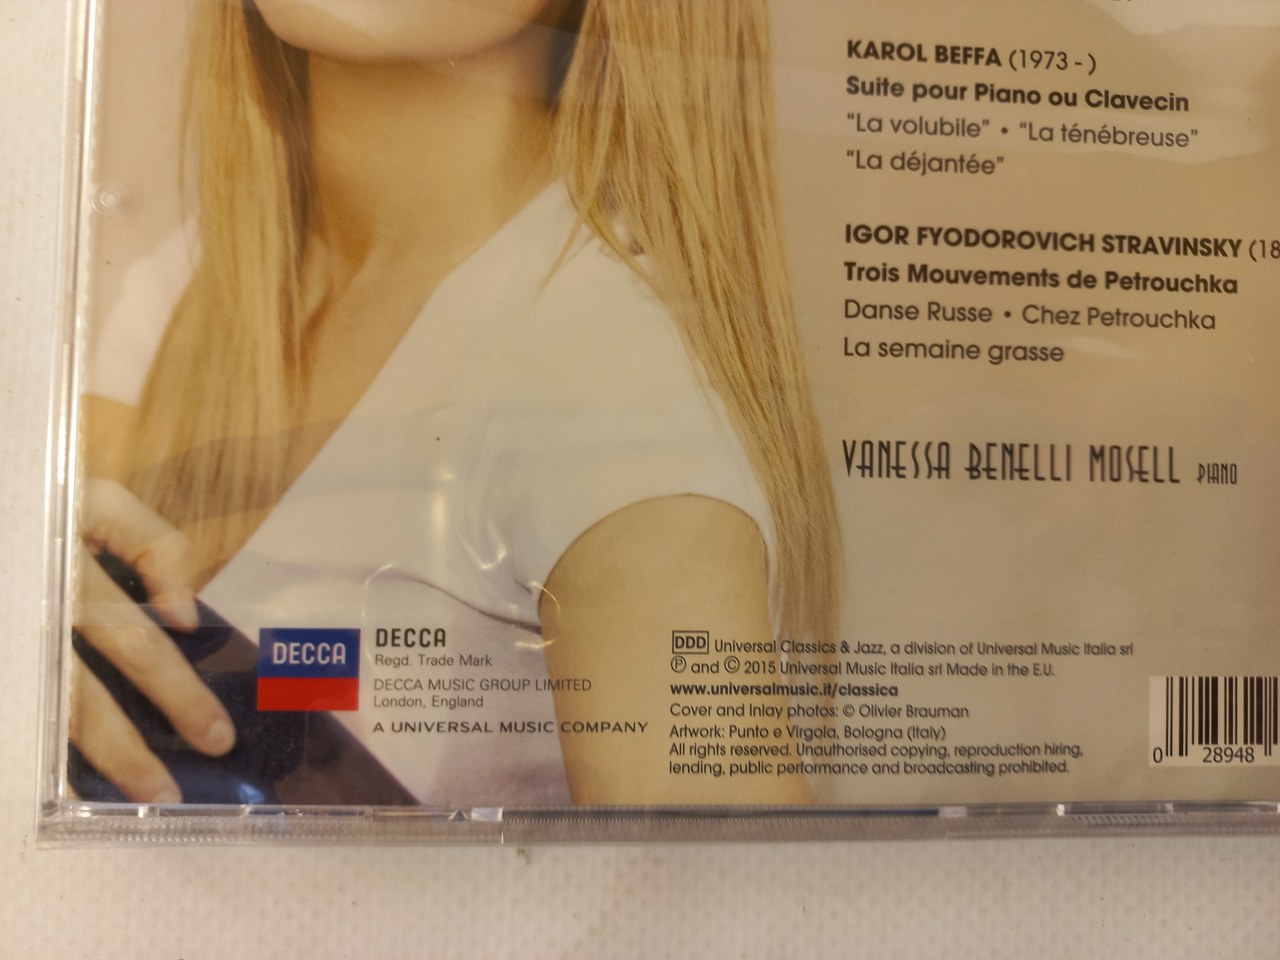 KAROL BEFFA (1973 - )
Suite pour Piano ou Clavecin
"La volubile" • "La ténébreuse"
"La déjantée"
IGOR FYODOROVICH STRAVINSKY (18
Trois Mouvements de Petrouchka
Danse Russe • Chez Petrouchka
La semaine grasse
VANESSA BENELLI MOSELL PIANO
DECCA
DECCA
Regd. Trade Mark
DECCA MUSIC GROUP LIMITED
London, England
A UNIVERSAL MUSIC COMPANY
DDD Universal Classics & Jazz, a division of Universal Music Italia srl
℗ and © 2015 Universal Music Italia srl Made in the E.U.
www.universalmusic.it/classica
Cover and Inlay photos: © Olivier Brauman
Artwork: Punto e Virgola, Bologna (Italy)
All rights reserved. Unauthorised copying, reproduction hiring,
lending, public performance and broadcasting prohibited.
0 28948